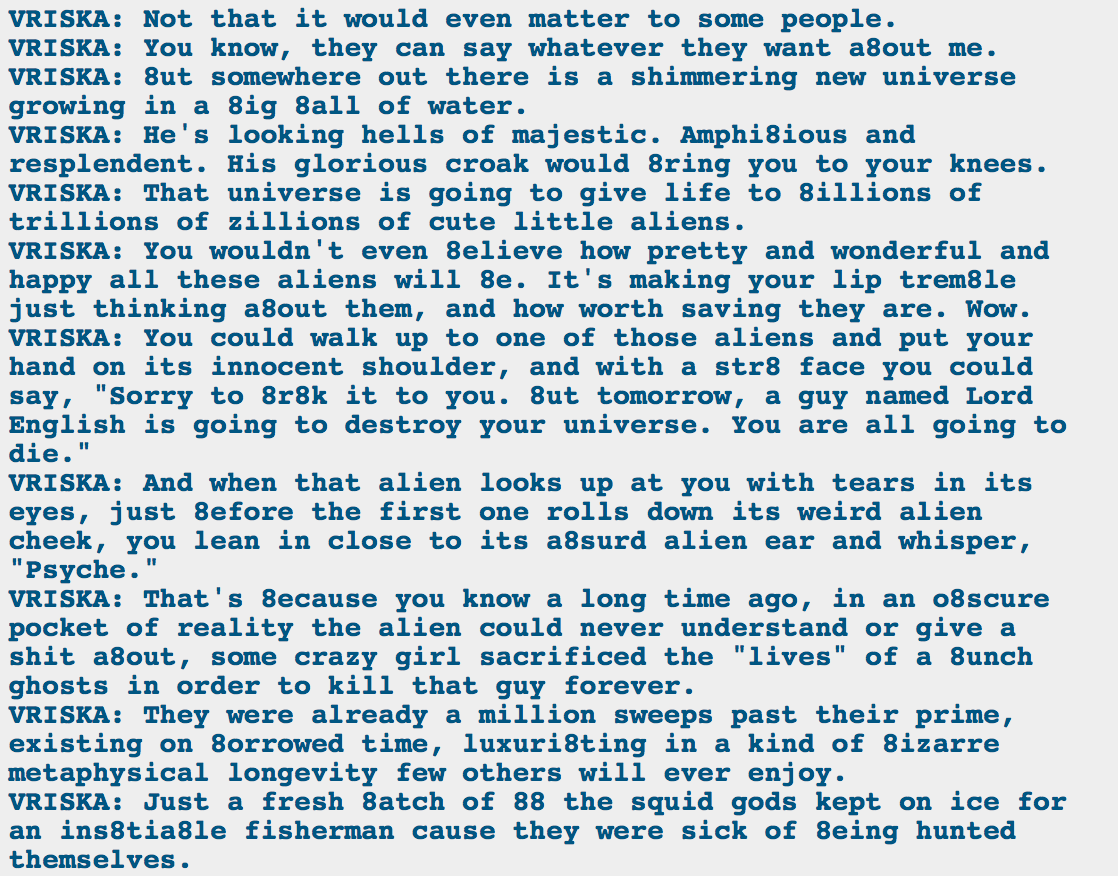 VRISKA: Not that it would even matter to some people.
VRISKA: You know, they can say whatever they want a8out me.
VRISKA: 8ut somewhere out there is a shimmering new universe
growing in a 8ig 8all of water.
VRISKA: He's looking hells of majestic. Amphi8ious and
resplendent. His glorious croak would 8ring you to your knees.
VRISKA: That universe is going to give life to 8illions of
trillions of zillions of cute little aliens.
VRISKA: You wouldn't even 8elieve how pretty and wonderful and
happy all these aliens will 8e. It's making your lip trem8le
just thinking a8out them, and how worth saving they are. Wow.
VRISKA: You could walk up to one of those aliens and put your
hand on its innocent shoulder, and with a str8 face you could
say, "Sorry to 8r8k it to you. 8ut tomorrow, a guy named Lord
English is going to destroy your universe. You are all going to
die."
VRISKA: And when that alien looks up at you with tears in its
eyes, just 8efore the first one rolls down its weird alien
cheek, you lean in close to its a8surd alien ear and whisper,
"Psyche."
VRISKA: That's 8ecause you know a long time ago, in an o8scure
pocket of reality the alien could never understand or give a
shit a8out, some crazy girl sacrificed the "lives" of a 8unch
ghosts in order to kill that guy forever.
VRISKA: They were already a million sweeps past their prime,
existing on 8orrowed time, luxuri8ting in a kind of 8izarre
metaphysical longevity few others will ever enjoy.
VRISKA: Just a fresh 8atch of 88 the squid gods kept on ice for
an ins8tia8le fisherman cause they were sick of 8eing hunted
themselves.